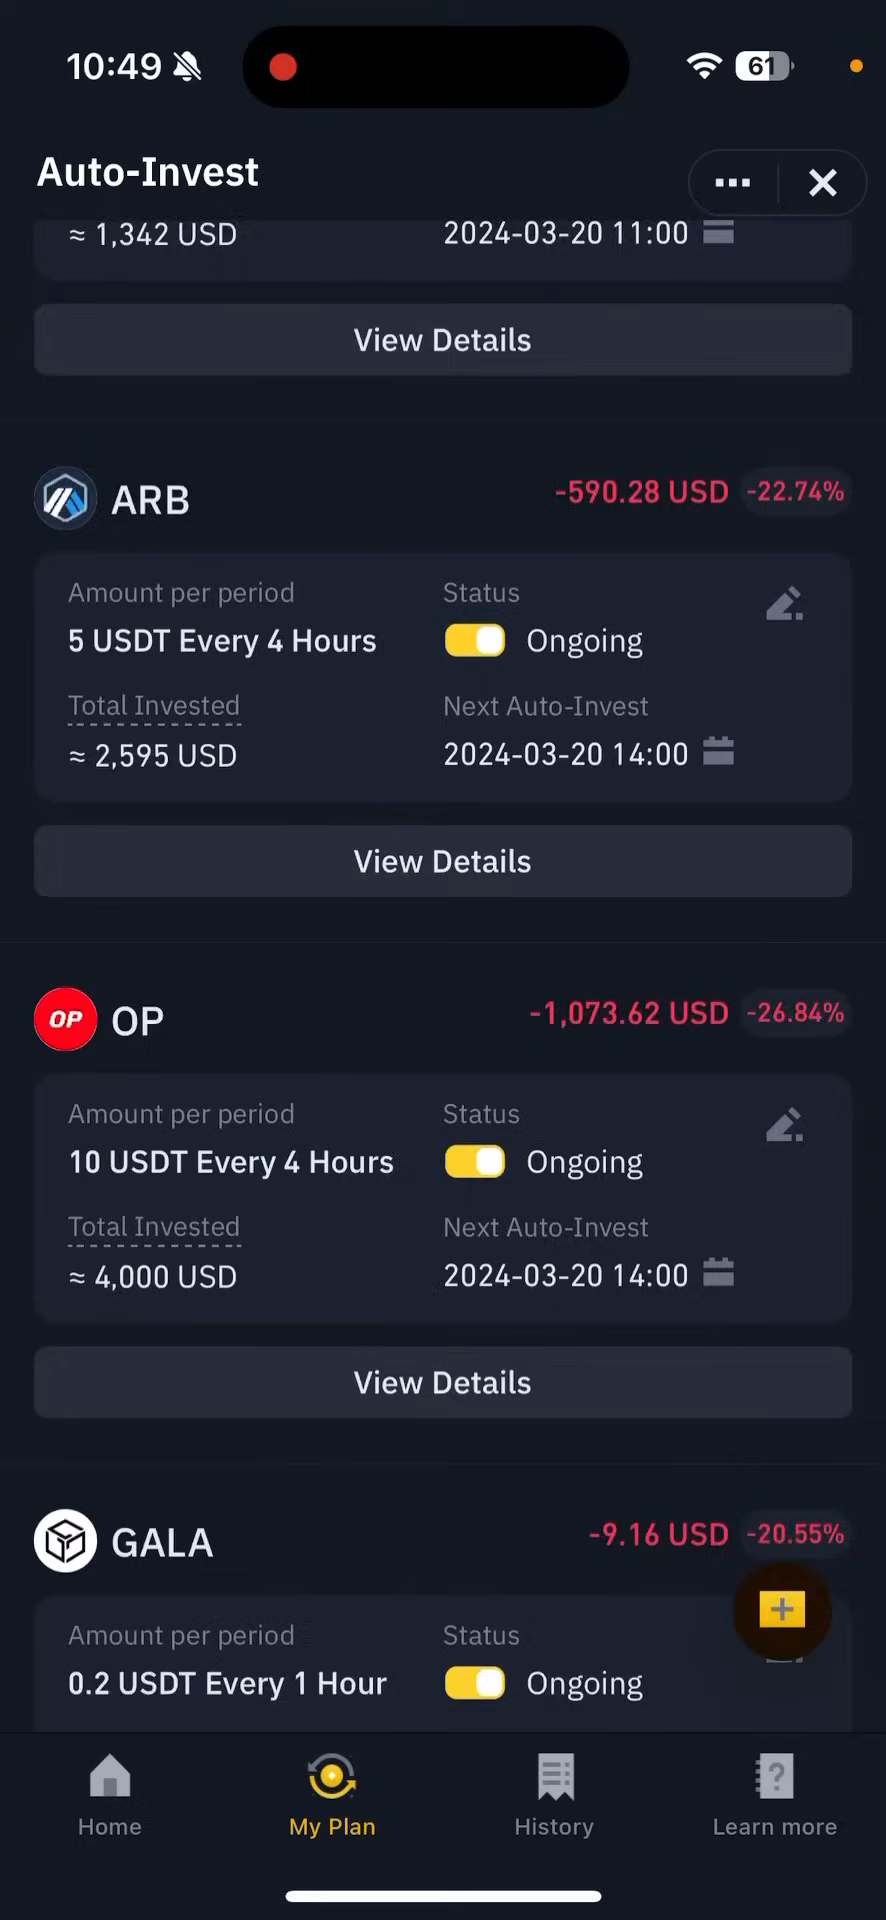 10:49
61
Auto-Invest
≈ 1,342 USD 2024-03-20 11:00
View Details
ARB -590.28 USD -22.74%
Amount per period Status
5 USDT Every 4 Hours Ongoing
Total Invested Next Auto-Invest
≈ 2,595 USD 2024-03-20 14:00
View Details
OP OP -1,073.62 USD -26.84%
Amount per period Status
10 USDT Every 4 Hours Ongoing
Total Invested Next Auto-Invest
≈ 4,000 USD 2024-03-20 14:00
View Details
GALA -9.16 USD -20.55%
Amount per period Status
0.2 USDT Every 1 Hour Ongoing
Home My Plan History Learn more